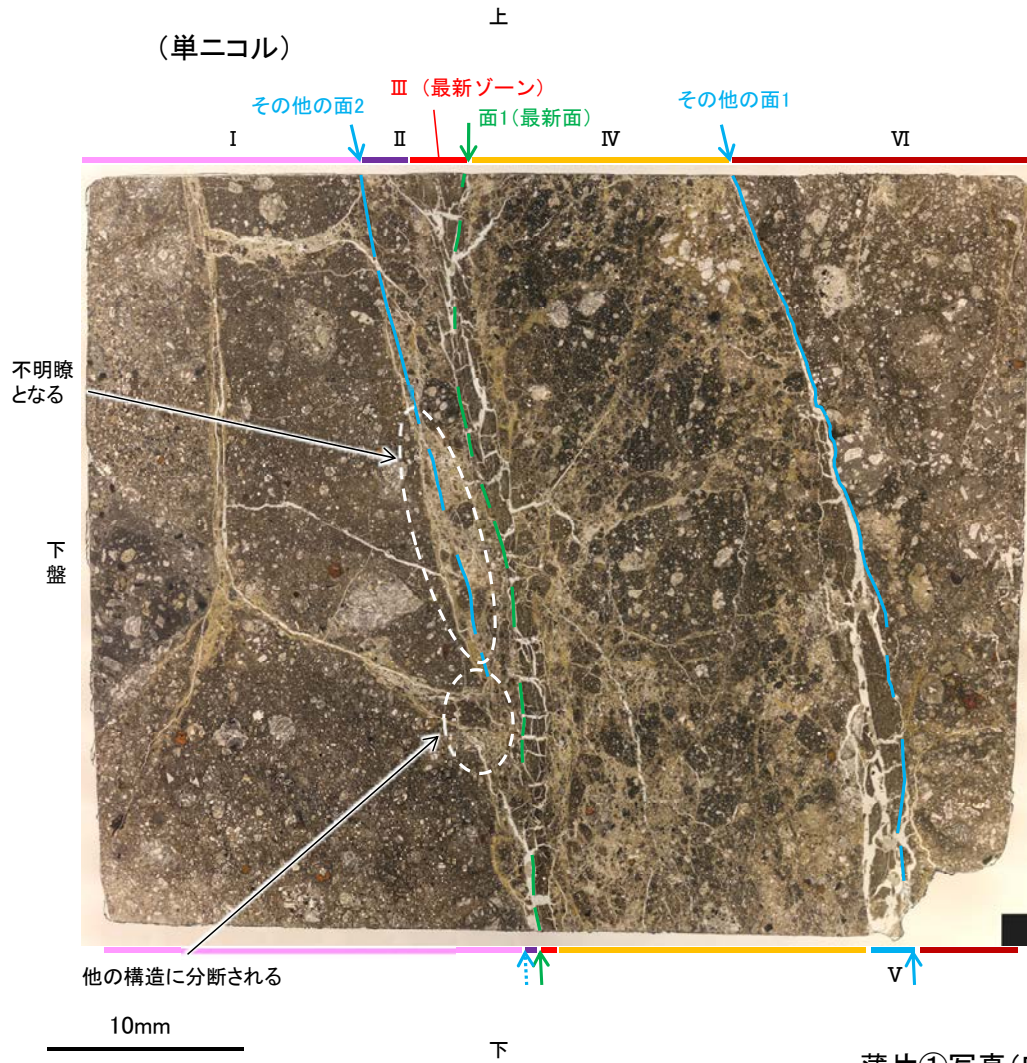 上
(単ニコル)
Ⅲ (最新ゾーン)
その他の面2
面1(最新面)
その他の面1
Ⅰ
Ⅱ
Ⅳ
Ⅵ
不明瞭
となる
下
盤
他の構造に分断される
Ⅴ
10mm
下